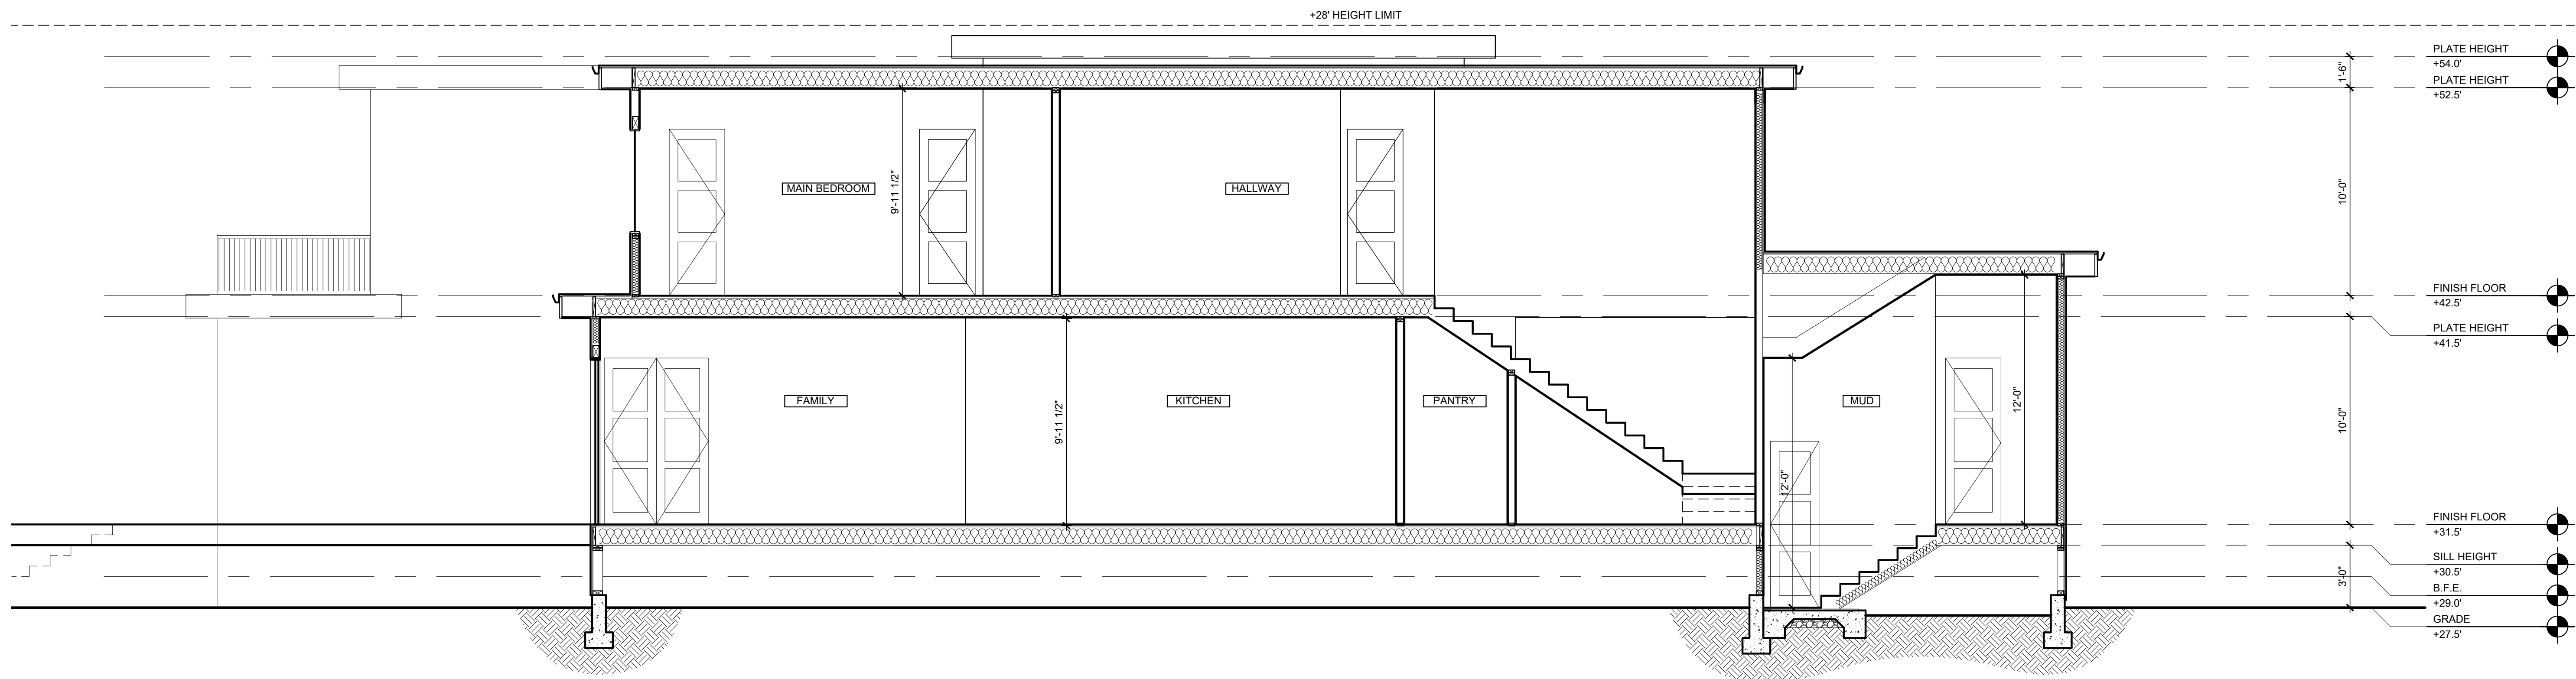 +28' HEIGHT LIMIT
PLATE HEIGHT
+54.0'
1'-6"
PLATE HEIGHT
+52.5'
MAIN BEDROOM
9'-11 1/2"
HALLWAY
10'-0"
FINISH FLOOR
+42.5'
PLATE HEIGHT
+41.5'
FAMILY
9'-11 1/2"
KITCHEN
PANTRY
12'-0"
MUD
12'-0"
10'-0"
FINISH FLOOR
+31.5'
SILL HEIGHT
+30.5'
3'-0"
B.F.E.
+29.0'
GRADE
+27.5'